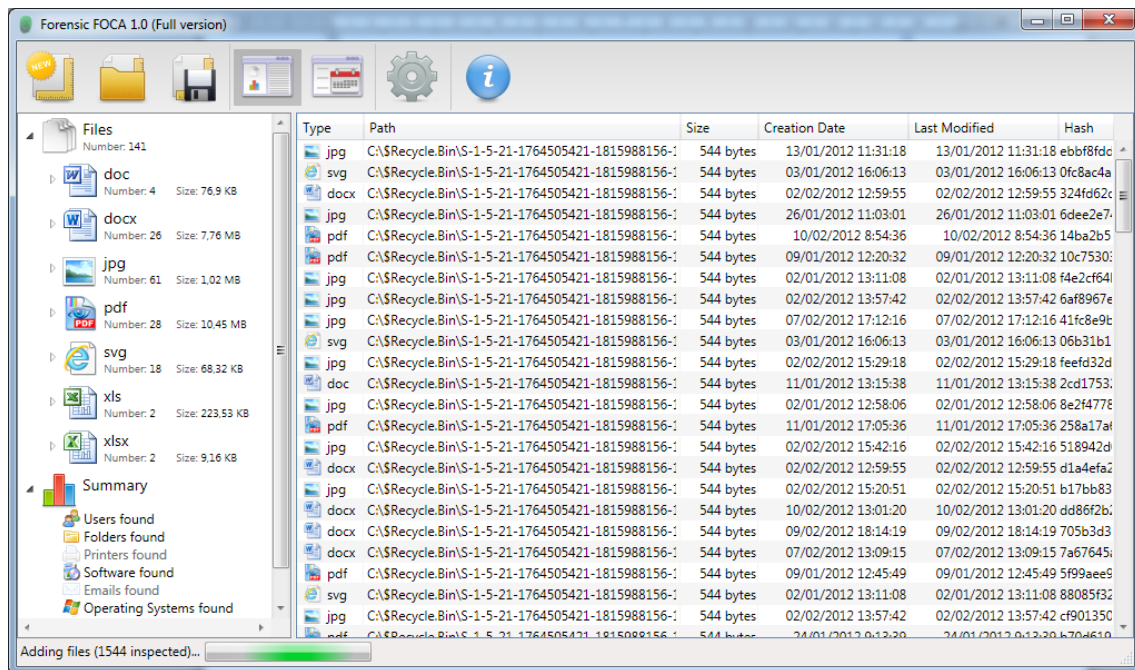 Forensic FOCA 1.0 (Full version)
NEW
Files
Number: 141
doc
Number: 4 Size: 76,9 KB
docx
Number: 26 Size: 7,76 MB
jpg
Number: 61 Size: 1,02 MB
pdf
Number: 28 Size: 10,45 MB
svg
Number: 18 Size: 68,32 KB
xls
Number: 2 Size: 223,53 KB
xlsx
Number: 2 Size: 9,16 KB
Summary
Users found
Folders found
Printers found
Software found
Emails found
Operating Systems found
Type Path Size Creation Date Last Modified Hash
jpg C:\$Recycle.Bin\S-1-5-21-1764505421-1815988156-1 544 bytes 13/01/2012 11:31:18 13/01/2012 11:31:18 ebbf8fdd
svg C:\$Recycle.Bin\S-1-5-21-1764505421-1815988156-1 544 bytes 03/01/2012 16:06:13 03/01/2012 16:06:13 0fc8ac4a
docx C:\$Recycle.Bin\S-1-5-21-1764505421-1815988156-1 544 bytes 02/02/2012 12:59:55 02/02/2012 12:59:55 324fd62c
jpg C:\$Recycle.Bin\S-1-5-21-1764505421-1815988156-1 544 bytes 26/01/2012 11:03:01 26/01/2012 11:03:01 6dee2e74
pdf C:\$Recycle.Bin\S-1-5-21-1764505421-1815988156-1 544 bytes 10/02/2012 8:54:36 10/02/2012 8:54:36 14ba2b5
pdf C:\$Recycle.Bin\S-1-5-21-1764505421-1815988156-1 544 bytes 09/01/2012 12:20:32 09/01/2012 12:20:32 10c7530
jpg C:\$Recycle.Bin\S-1-5-21-1764505421-1815988156-1 544 bytes 02/01/2012 13:11:08 02/01/2012 13:11:08 f4e2cf64
jpg C:\$Recycle.Bin\S-1-5-21-1764505421-1815988156-1 544 bytes 02/02/2012 13:57:42 02/02/2012 13:57:42 6af8967e
jpg C:\$Recycle.Bin\S-1-5-21-1764505421-1815988156-1 544 bytes 07/02/2012 17:12:16 07/02/2012 17:12:16 41fc8e9b
svg C:\$Recycle.Bin\S-1-5-21-1764505421-1815988156-1 544 bytes 03/01/2012 16:06:13 03/01/2012 16:06:13 06b31b1
jpg C:\$Recycle.Bin\S-1-5-21-1764505421-1815988156-1 544 bytes 02/02/2012 15:29:18 02/02/2012 15:29:18 feefd32d
doc C:\$Recycle.Bin\S-1-5-21-1764505421-1815988156-1 544 bytes 11/01/2012 13:15:38 11/01/2012 13:15:38 2cd1753
jpg C:\$Recycle.Bin\S-1-5-21-1764505421-1815988156-1 544 bytes 02/01/2012 12:58:06 02/01/2012 12:58:06 8e2f4778
pdf C:\$Recycle.Bin\S-1-5-21-1764505421-1815988156-1 544 bytes 11/01/2012 17:05:36 11/01/2012 17:05:36 258a17a6
jpg C:\$Recycle.Bin\S-1-5-21-1764505421-1815988156-1 544 bytes 02/02/2012 15:42:16 02/02/2012 15:42:16 518942d
docx C:\$Recycle.Bin\S-1-5-21-1764505421-1815988156-1 544 bytes 02/02/2012 12:59:55 02/02/2012 12:59:55 d1a4efa2
jpg C:\$Recycle.Bin\S-1-5-21-1764505421-1815988156-1 544 bytes 02/02/2012 15:20:51 02/02/2012 15:20:51 b17bb83
docx C:\$Recycle.Bin\S-1-5-21-1764505421-1815988156-1 544 bytes 10/02/2012 13:01:20 10/02/2012 13:01:20 dd86f2b
docx C:\$Recycle.Bin\S-1-5-21-1764505421-1815988156-1 544 bytes 09/02/2012 18:14:19 09/02/2012 18:14:19 705b3d3
docx C:\$Recycle.Bin\S-1-5-21-1764505421-1815988156-1 544 bytes 07/02/2012 13:09:15 07/02/2012 13:09:15 7a67645
pdf C:\$Recycle.Bin\S-1-5-21-1764505421-1815988156-1 544 bytes 09/01/2012 12:45:49 09/01/2012 12:45:49 5f99aee9
svg C:\$Recycle.Bin\S-1-5-21-1764505421-1815988156-1 544 bytes 02/01/2012 13:11:08 02/01/2012 13:11:08 88085f32
jpg C:\$Recycle.Bin\S-1-5-21-1764505421-1815988156-1 544 bytes 02/02/2012 13:57:42 02/02/2012 13:57:42 cf901350
pdf C:\$Recycle.Bin\S-1-5-21-1764505421-1815988156-1 544 bytes 24/01/2012 9:13:39 24/01/2012 9:13:39 b70d619
Adding files (1544 inspected)...